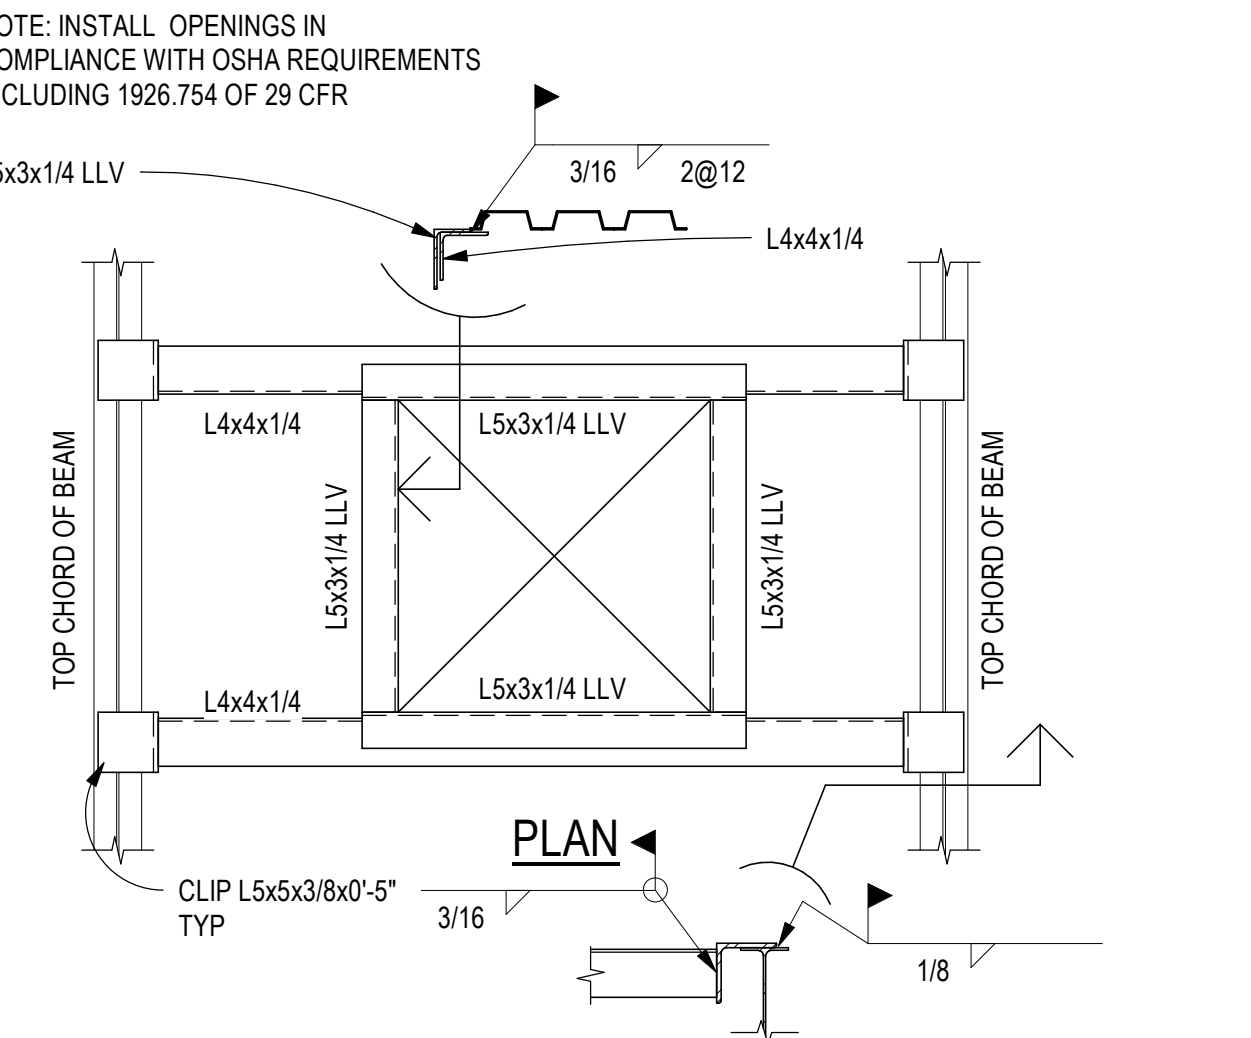 OTE: INSTALL OPENINGS IN
OMPLIANCE WITH OSHA REQUIREMENTS
CLUDING 1926.754 OF 29 CFR
5x3x1/4 LLV
3/16 2@12
L4x4x1/4
L4x4x1/4
L5x3x1/4 LLV
TOP CHORD OF BEAM
L5x3x1/4 LLV
L5x3x1/4 LLV
TOP CHORD OF BEAM
L4x4x1/4
L5x3x1/4 LLV
PLAN
CLIP L5x5x3/8x0'-5"
TYP
3/16
1/8